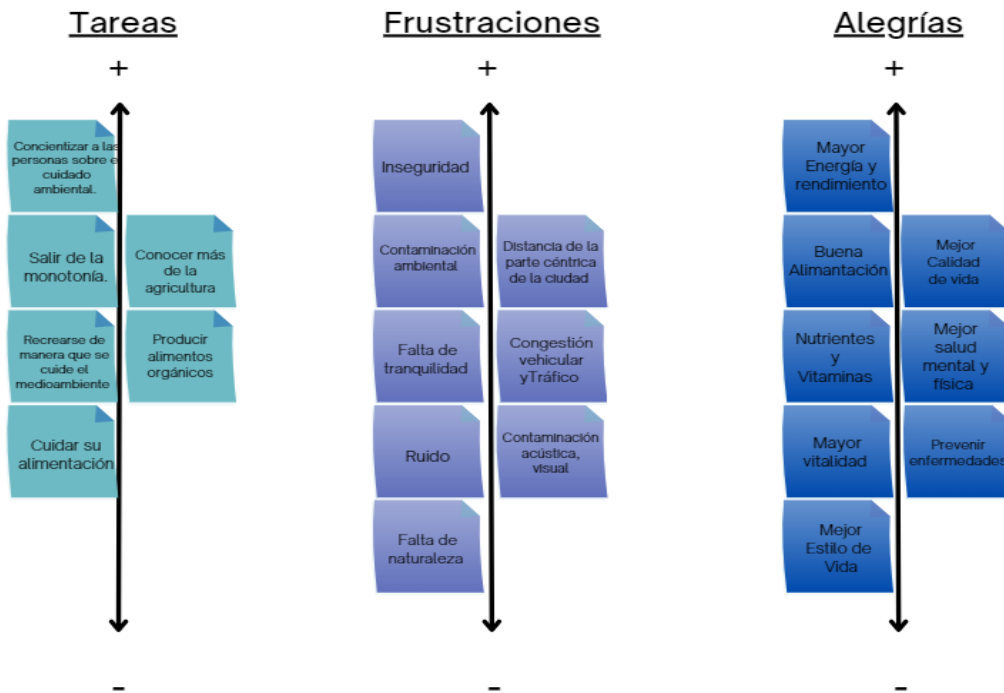 Tareas
+
Concientizar a las
personas sobre el
cuidado
ambiental.
Salir de la
monotonía.
Conocer más
de la
agricultura
Recrearse de
manera que se
cuide el
medioambiente
Producir
alimentos
orgánicos
Cuidar su
alimentación
-
Frustraciones
+
Inseguridad
Contaminación
ambiental
Distancia de la
parte céntrica
de la ciudad
Falta de
tranquilidad
Congestión
vehicular
yTráfico
Ruido
Contaminación
acústica,
visual
Falta de
naturaleza
-
Alegrías
+
Mayor
Energía y
rendimiento
Buena
Alimantación
Mejor
Calidad
de vida
Nutrientes
y
Vitaminas
Mejor
salud
mental y
física
Mayor
vitalidad
Prevenir
enfermedades
Mejor
Estilo de
Vida
-